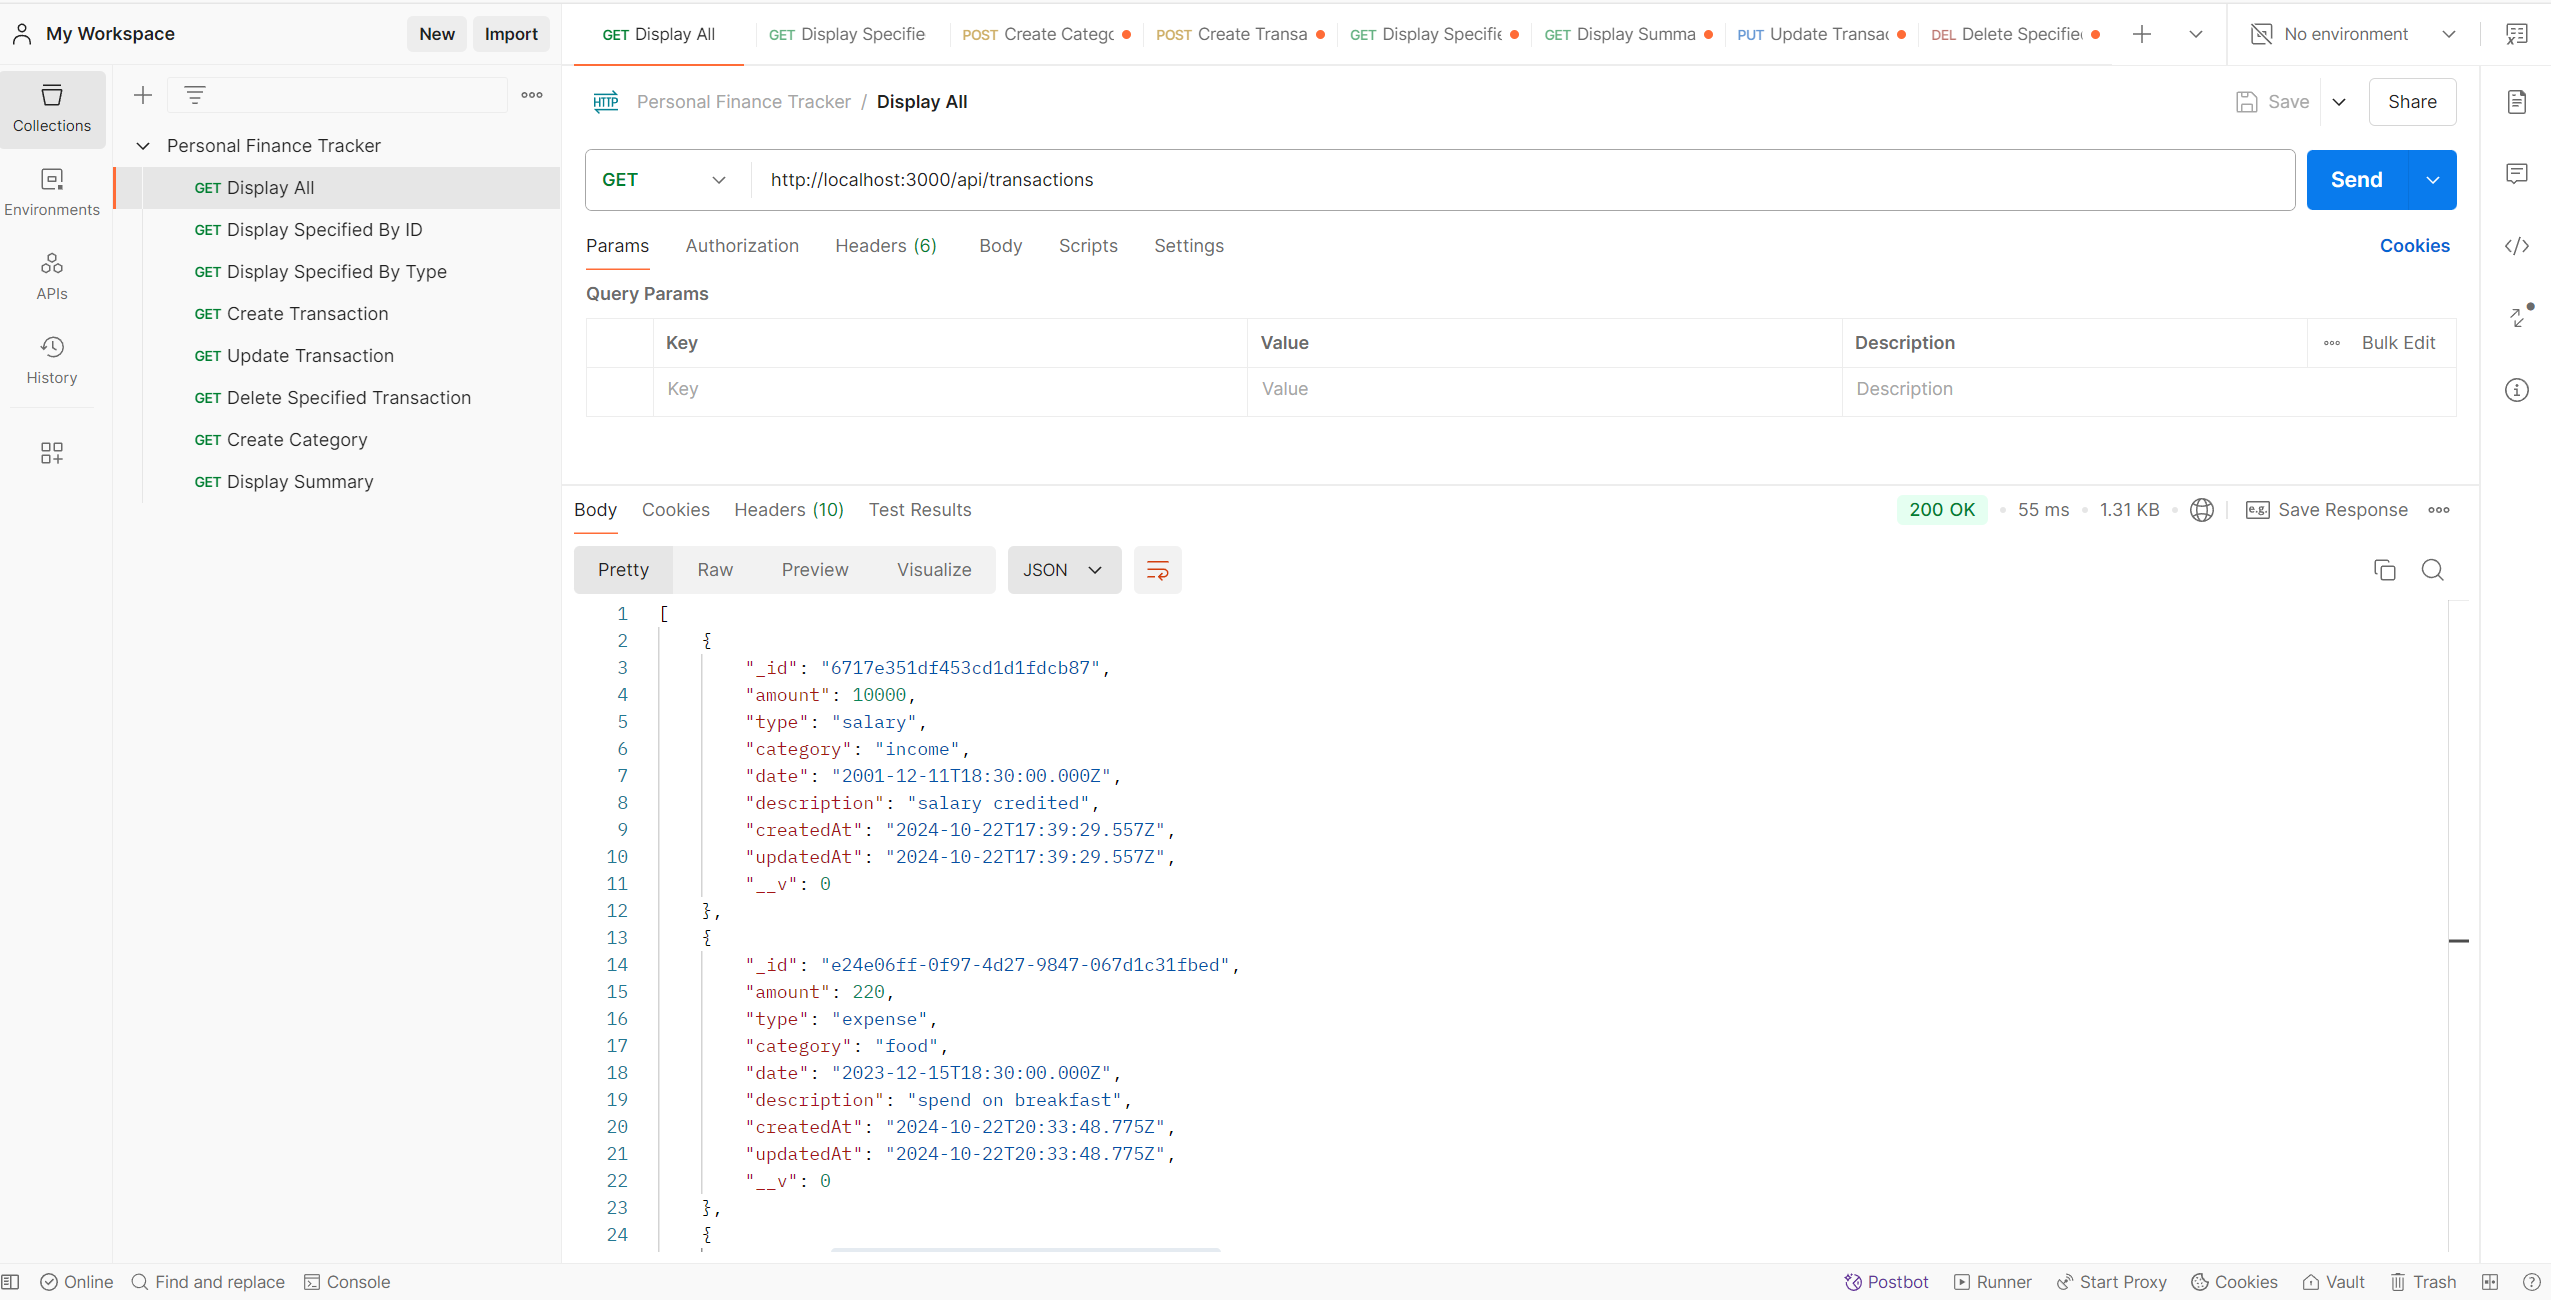 My Workspace
New
Import
GET Display All
GET Display Specifie
POST Create Catego
POST Create Transa
GET Display Specifie
GET Display Summa
PUT Update Transac
DEL Delete Specified
No environment
Collections
Environments
APIs
History
Personal Finance Tracker
GET Display All
GET Display Specified By ID
GET Display Specified By Type
GET Create Transaction
GET Update Transaction
GET Delete Specified Transaction
GET Create Category
GET Display Summary
HTTP Personal Finance Tracker / Display All
Save
Share
GET
http://localhost:3000/api/transactions
Send
Params Authorization Headers (6) Body Scripts Settings
Cookies
Query Params
Key Value Description Bulk Edit
Key Value Description
Body Cookies Headers (10) Test Results
200 OK 55 ms 1.31 KB e.g. Save Response
Pretty Raw Preview Visualize JSON
1 [
2 {
3 "_id": "6717e351df453cd1d1fdcb87",
4 "amount": 10000,
5 "type": "salary",
6 "category": "income",
7 "date": "2001-12-11T18:30:00.000Z",
8 "description": "salary credited",
9 "createdAt": "2024-10-22T17:39:29.557Z",
10 "updatedAt": "2024-10-22T17:39:29.557Z",
11 "__v": 0
12 },
13 {
14 "_id": "e24e06ff-0f97-4d27-9847-067d1c31fbed",
15 "amount": 220,
16 "type": "expense",
17 "category": "food",
18 "date": "2023-12-15T18:30:00.000Z",
19 "description": "spend on breakfast",
20 "createdAt": "2024-10-22T20:33:48.775Z",
21 "updatedAt": "2024-10-22T20:33:48.775Z",
22 "__v": 0
23 },
24 {
Online Find and replace Console
Postbot Runner Start Proxy Cookies Vault Trash